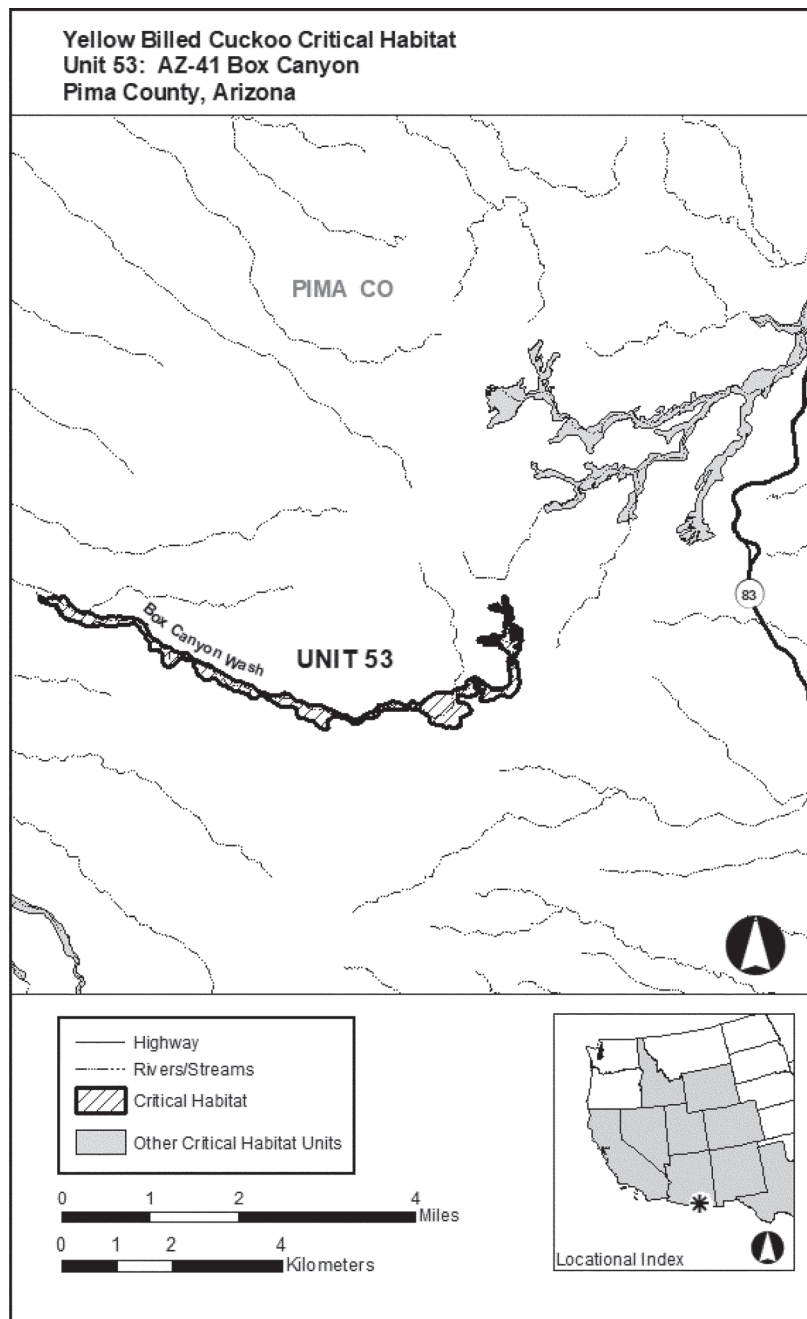 Yellow Billed Cuckoo Critical Habitat
Unit 53: AZ-41 Box Canyon
Pima County, Arizona
PIMA CO
83
Box Canyon Wash
UNIT 53
Highway
Rivers/Streams
Critical Habitat
Other Critical Habitat Units
0 1 2 4
Miles
0 1 2 4
Kilometers
Locational Index